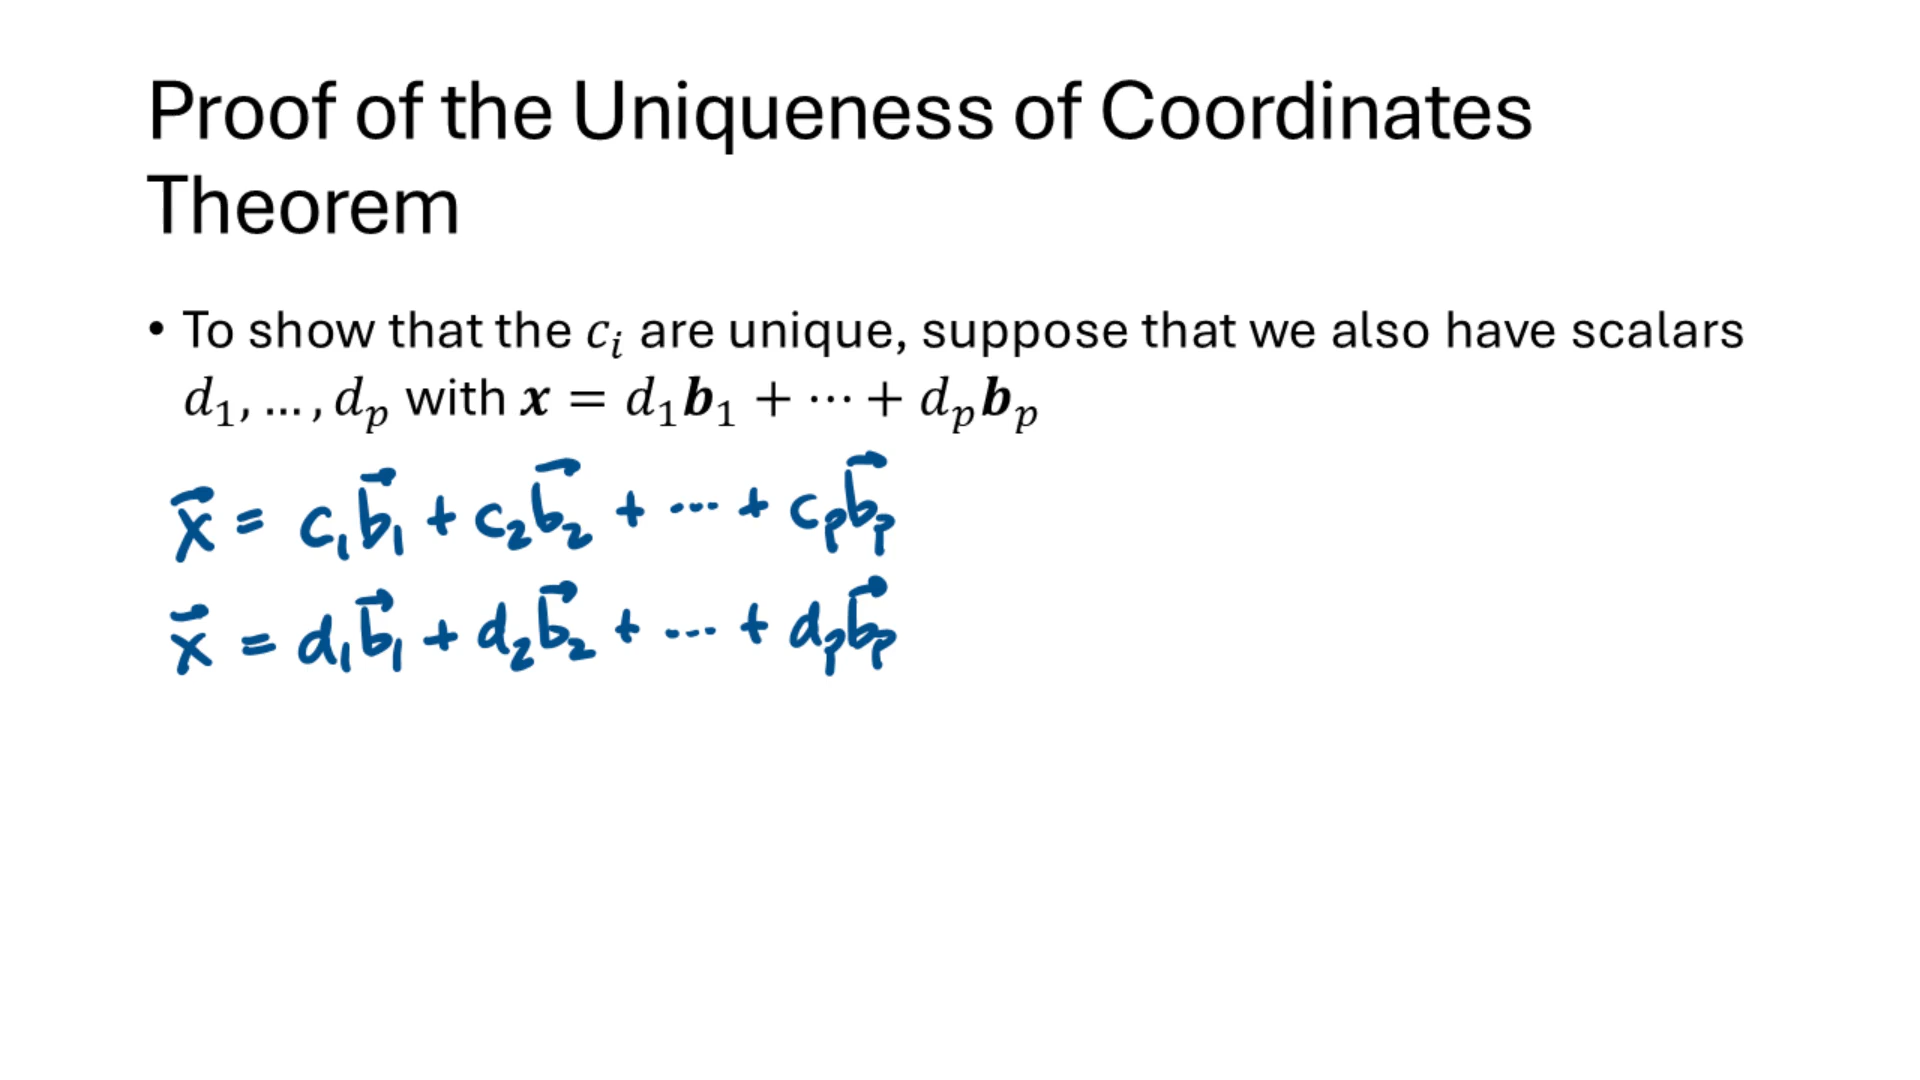 Proof of the Uniqueness of Coordinates
Theorem
• To show that the 𝑐ᵢ are unique, suppose that we also have scalars
𝑑₁, … , 𝑑ₚ with 𝒙 = 𝑑₁𝒃₁ + ⋯ + 𝑑ₚ𝒃ₚ
x⃗ = c₁b⃗₁ + c₂b⃗₂ + ⋯ + cₚb⃗ₚ
x⃗ = d₁b⃗₁ + d₂b⃗₂ + ⋯ + dₚb⃗ₚ